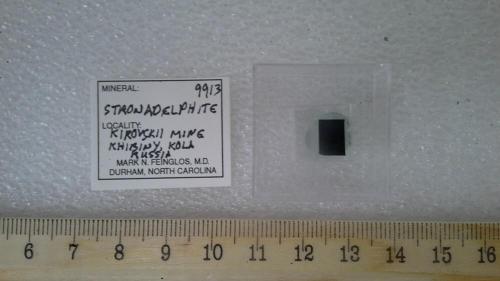 MINERAL: 9913
STRONADELPHITE
LOCALITY:
KIROVSKII MINE
KHIBINY, KOLA
RUSSIA
MARK N. FEINGLOS, M.D.
DURHAM, NORTH CAROLINA
6 7 8 9 10 11 12 13 14 15 16